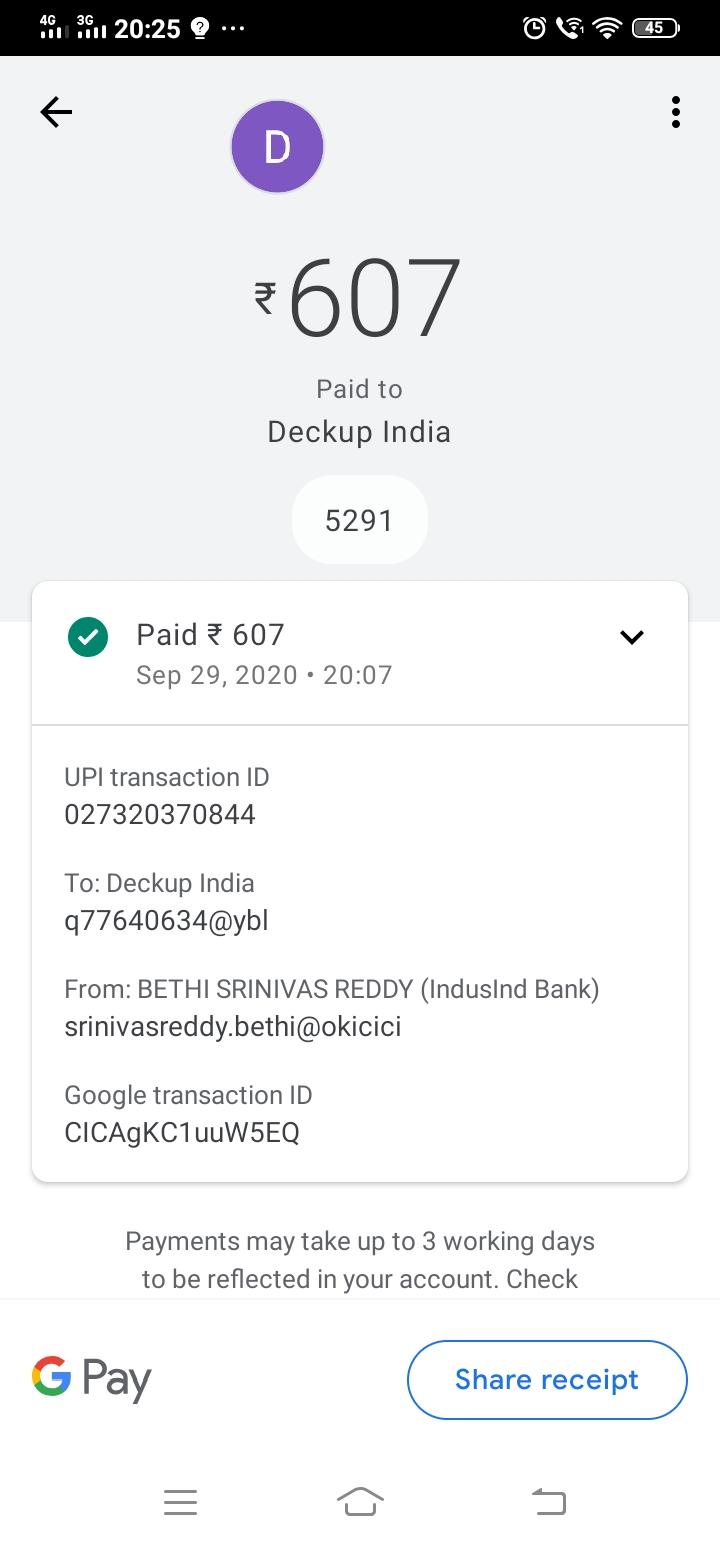 4G 3G 20:25 45
D
₹607
Paid to
Deckup India
5291
Paid ₹ 607
Sep 29, 2020 • 20:07
UPI transaction ID
027320370844
To: Deckup India
q77640634@ybl
From: BETHI SRINIVAS REDDY (IndusInd Bank)
srinivasreddy.bethi@okicici
Google transaction ID
CICAgKC1uuW5EQ
Payments may take up to 3 working days
to be reflected in your account. Check
G Pay
Share receipt